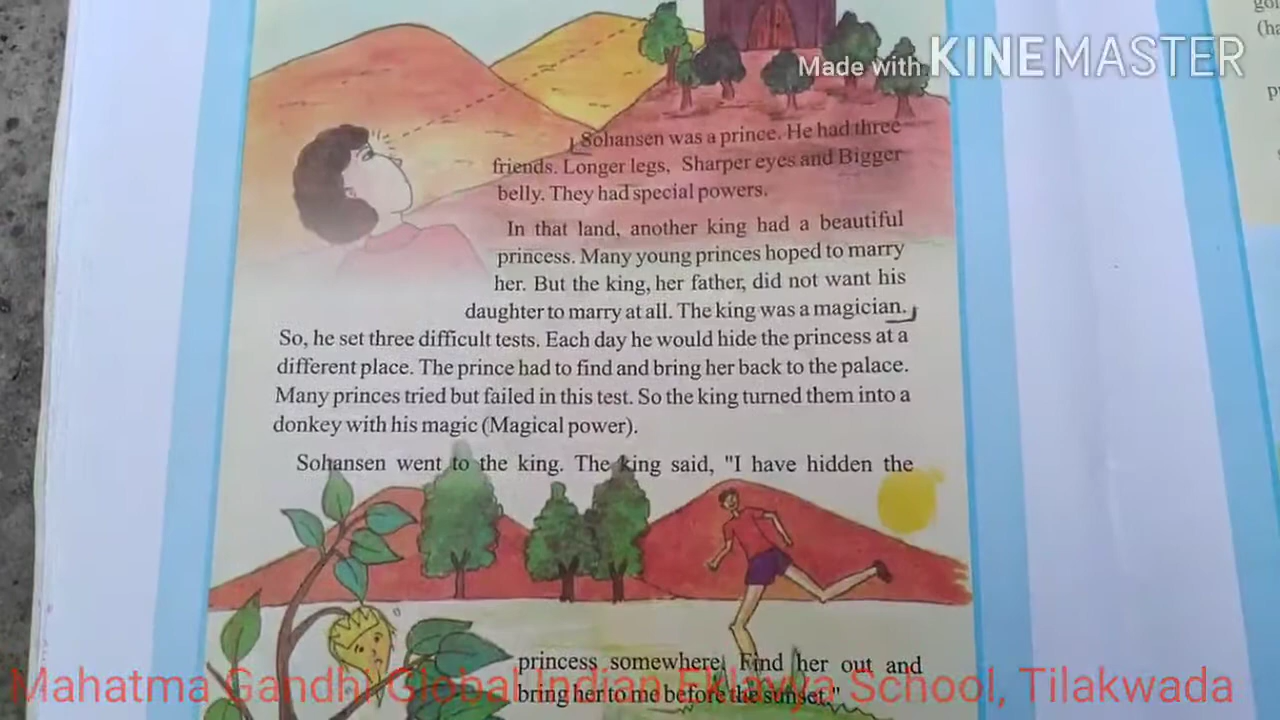 Made with KINEMASTER
Sohansen was a prince. He had three
friends. Longer legs, Sharper eyes and Bigger
belly. They had special powers.
In that land, another king had a beautiful
princess. Many young princes hoped to marry
her. But the king, her father, did not want his
daughter to marry at all. The king was a magician.
So, he set three difficult tests. Each day he would hide the princess at a
different place. The prince had to find and bring her back to the palace.
Many princes tried but failed in this test. So the king turned them into a
donkey with his magic (Magical power).
Sohansen went to the king. The king said, "I have hidden the
princess somewhere. Find her out and
bring her to me before the sunset."
Mahatma Gandhi Global Indian Eklavya School, Tilakwada